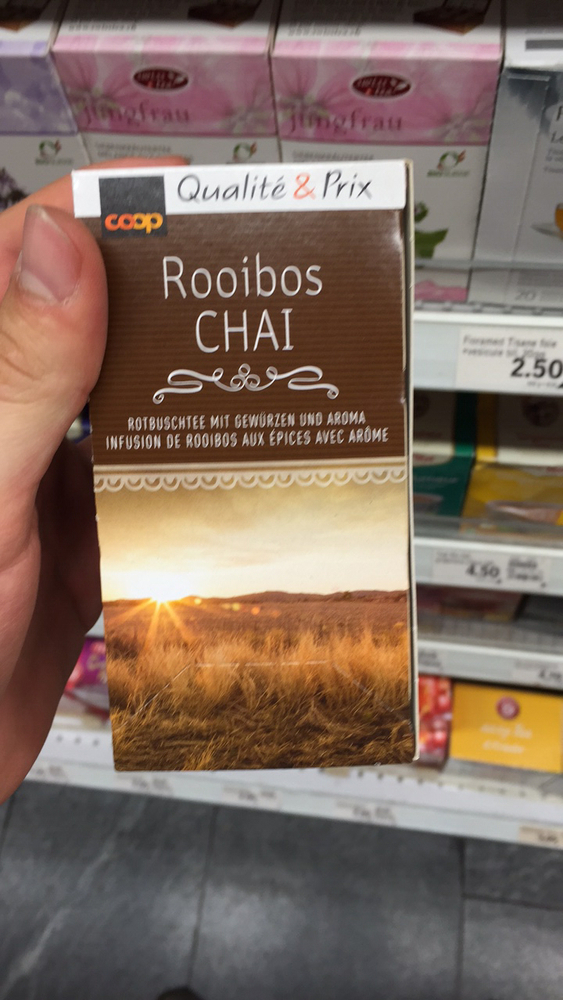 jungfrau
jungfrau
Qualité & Prix
coop
Rooibos
CHAI
ROTBUSCHTEE MIT GEWÜRZEN UND AROMA
INFUSION DE ROOIBOS AUX ÉPICES AVEC ARÔME
2.50
4.50